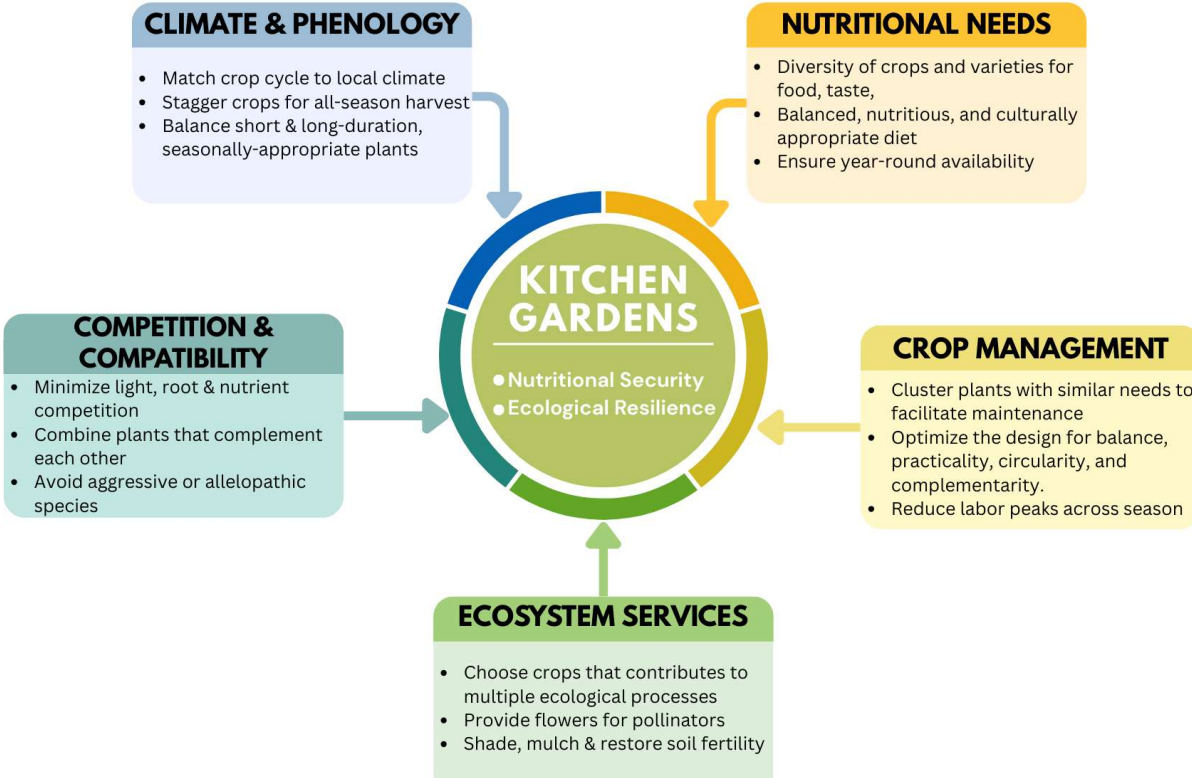 CLIMATE & PHENOLOGY
• Match crop cycle to local climate
• Stagger crops for all-season harvest
• Balance short & long-duration,
seasonally-appropriate plants
NUTRITIONAL NEEDS
• Diversity of crops and varieties for
food, taste,
• Balanced, nutritious, and culturally
appropriate diet
• Ensure year-round availability
KITCHEN
GARDENS
• Nutritional Security
• Ecological Resilience
COMPETITION &
COMPATIBILITY
• Minimize light, root & nutrient
competition
• Combine plants that complement
each other
• Avoid aggressive or allelopathic
species
CROP MANAGEMENT
• Cluster plants with similar needs to
facilitate maintenance
• Optimize the design for balance,
practicality, circularity, and
complementarity.
• Reduce labor peaks across season
ECOSYSTEM SERVICES
• Choose crops that contributes to
multiple ecological processes
• Provide flowers for pollinators
• Shade, mulch & restore soil fertility